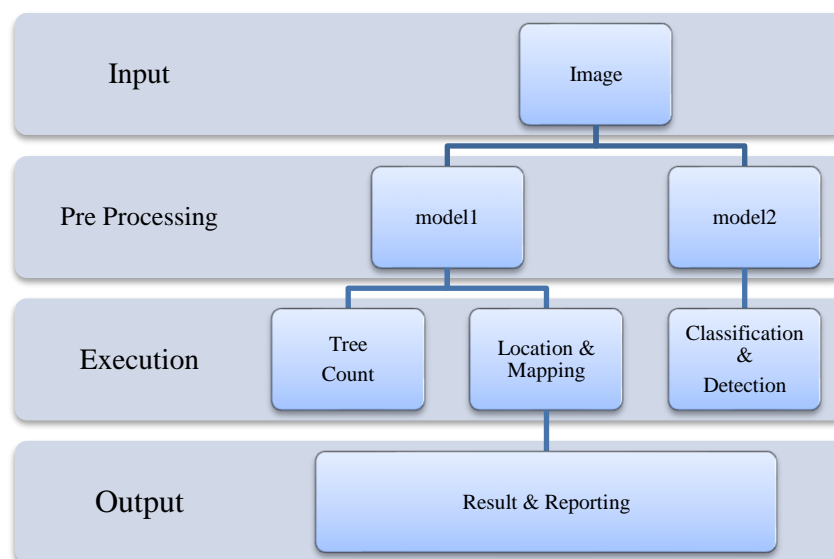 Input
Image
Pre Processing
model1
model2
Execution
Tree
Count
Location &
Mapping
Classification
&
Detection
Output
Result & Reporting